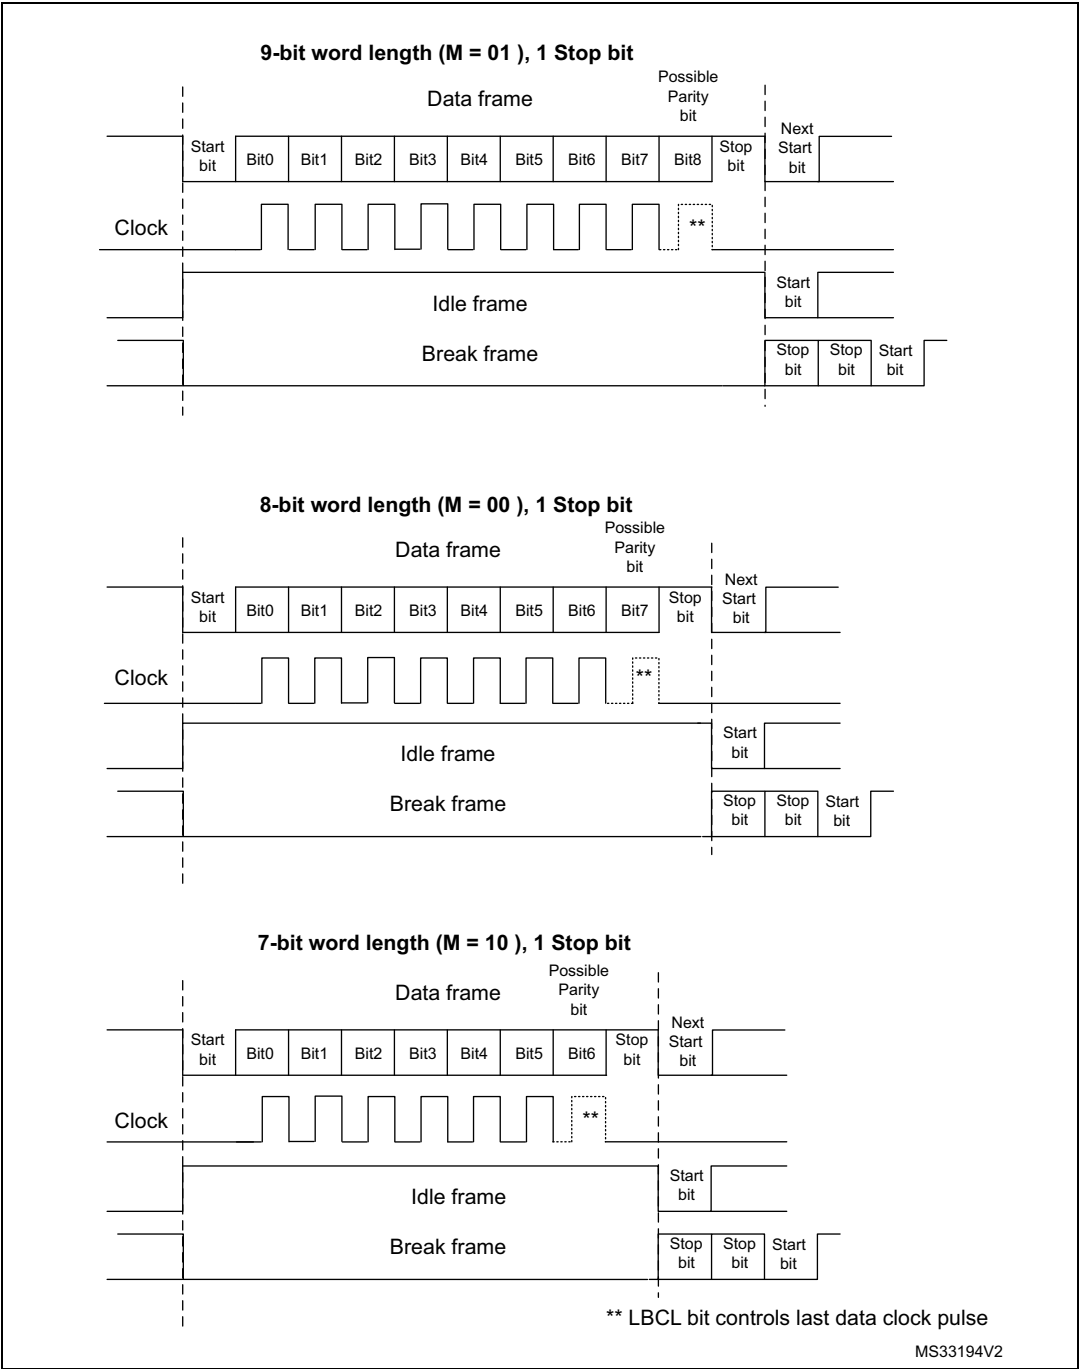 9-bit word length (M = 01 ), 1 Stop bit
Data frame
Possible
Parity
bit
Start
bit
Bit0
Bit1
Bit2
Bit3
Bit4
Bit5
Bit6
Bit7
Bit8
Stop
bit
Next
Start
bit
Clock
**
Idle frame
Start
bit
Break frame
Stop
bit
Stop
bit
Start
bit
8-bit word length (M = 00 ), 1 Stop bit
Data frame
Possible
Parity
bit
Start
bit
Bit0
Bit1
Bit2
Bit3
Bit4
Bit5
Bit6
Bit7
Stop
bit
Next
Start
bit
Clock
**
Idle frame
Start
bit
Break frame
Stop
bit
Stop
bit
Start
bit
7-bit word length (M = 10 ), 1 Stop bit
Data frame
Possible
Parity
bit
Start
bit
Bit0
Bit1
Bit2
Bit3
Bit4
Bit5
Bit6
Stop
bit
Next
Start
bit
Clock
**
Idle frame
Start
bit
Break frame
Stop
bit
Stop
bit
Start
bit
** LBCL bit controls last data clock pulse
MS33194V2